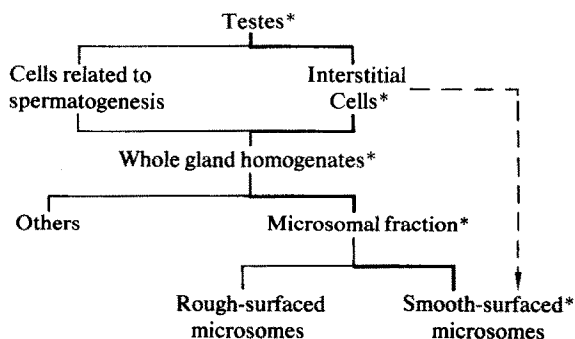 Testes*
Cells related to
spermatogenesis
Interstitial
Cells*
Whole gland homogenates*
Others
Microsomal fraction*
Rough-surfaced
microsomes
Smooth-surfaced*
microsomes